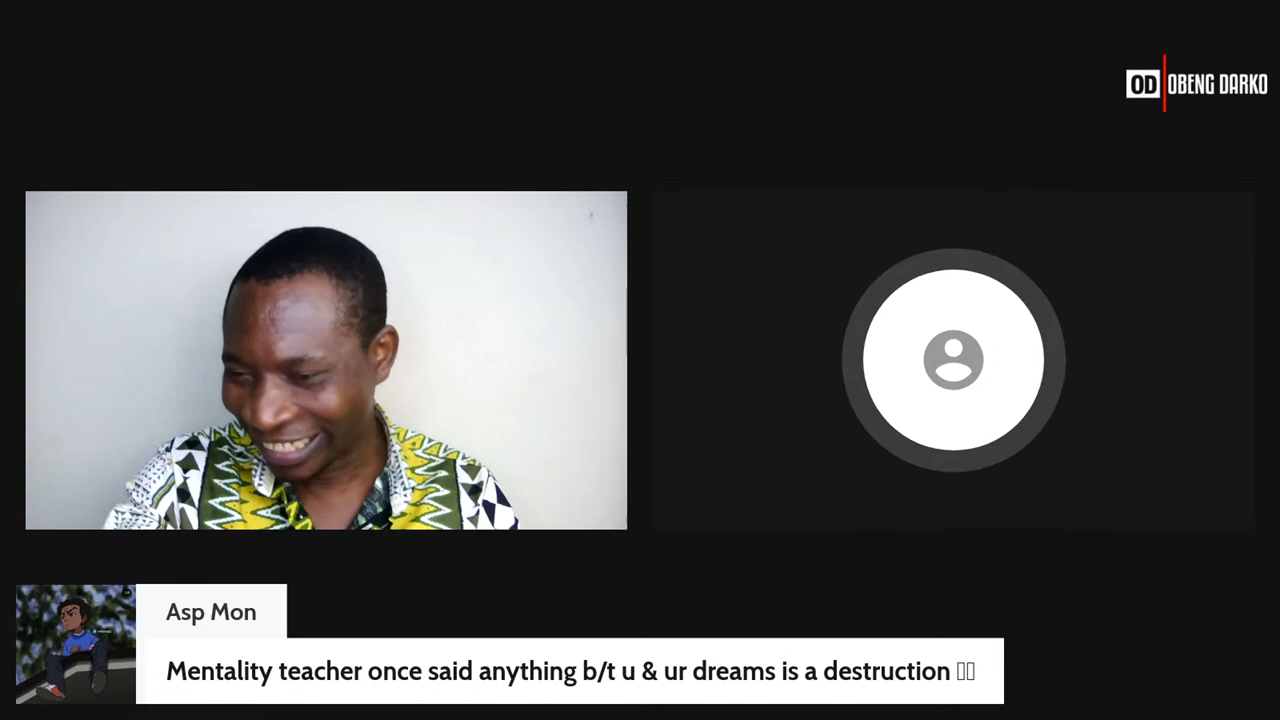 OD OBENG DARKO
Asp Mon
Mentality teacher once said anything b/t u & ur dreams is a destruction